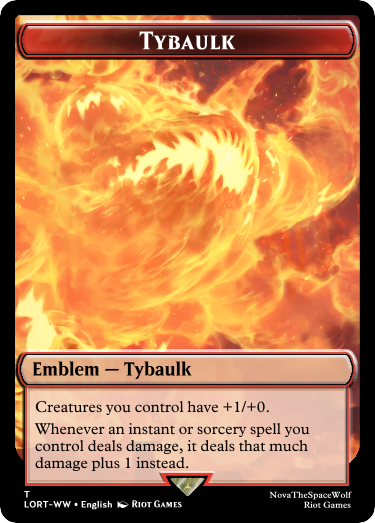 Tybaulk
Emblem — Tybaulk
Creatures you control have +1/+0.
Whenever an instant or sorcery spell you
control deals damage, it deals that much
damage plus 1 instead.
T
LORT-WW • English Riot Games
NovaTheSpaceWolf
Riot Games